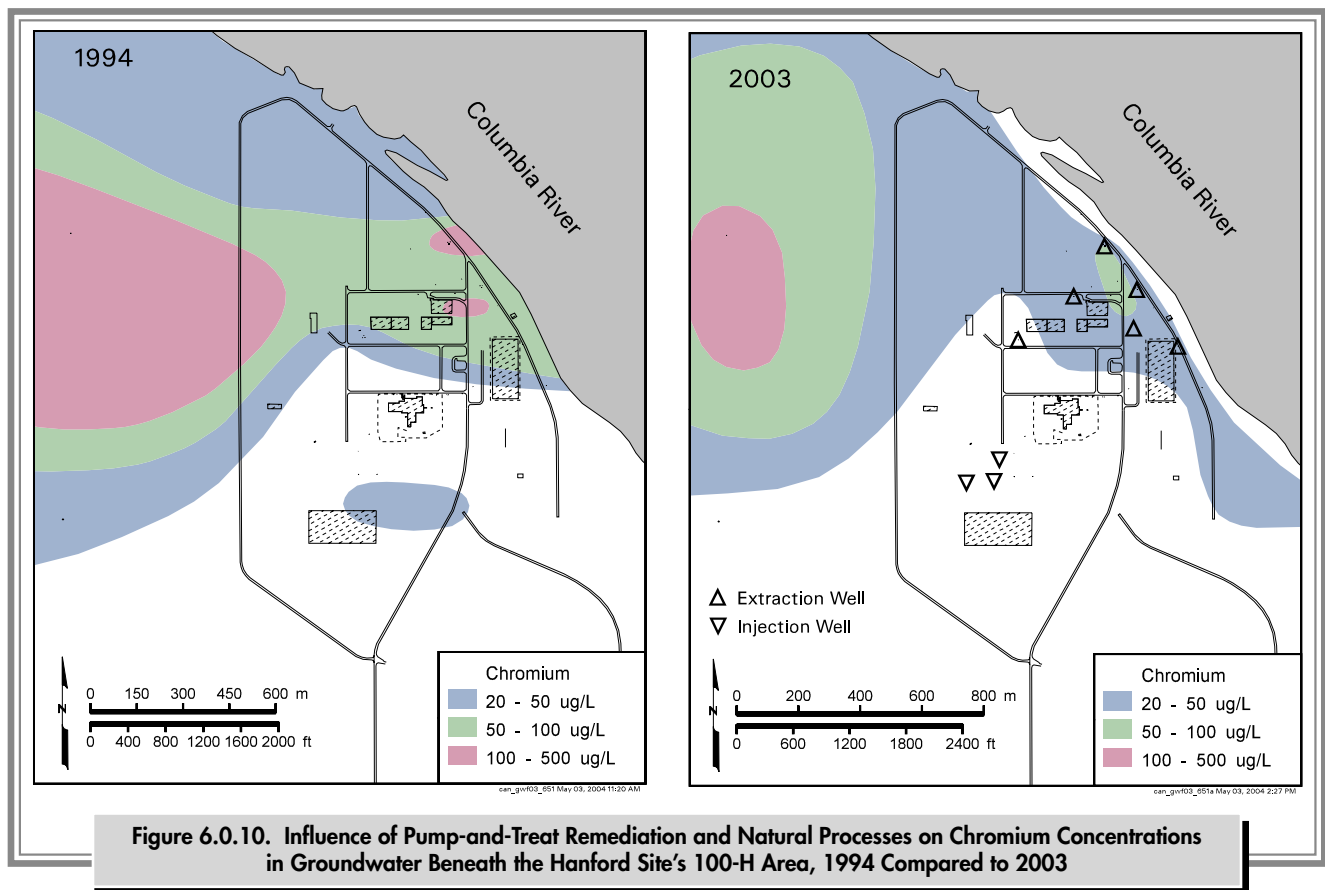 1994
Columbia River
N
0 150 300 450 600 m
0 400 800 1200 1600 2000 ft
Chromium
20 - 50 ug/L
50 - 100 ug/L
100 - 500 ug/L
can_gwf03_651 May 03, 2004 11:20 AM
2003
Columbia River
Extraction Well
Injection Well
N
0 200 400 600 800 m
0 600 1200 1800 2400 ft
Chromium
20 - 50 ug/L
50 - 100 ug/L
100 - 500 ug/L
can_gwf03_651a May 03, 2004 2:27 PM
Figure 6.0.10. Influence of Pump-and-Treat Remediation and Natural Processes on Chromium Concentrations
in Groundwater Beneath the Hanford Site's 100-H Area, 1994 Compared to 2003